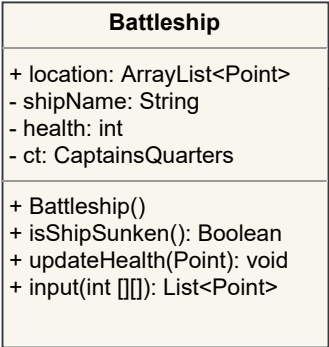 Battleship
+ location: ArrayList<Point>
- shipName: String
- health: int
- ct: CaptainsQuarters
+ Battleship()
+ isShipSunken(): Boolean
+ updateHealth(Point): void
+ input(int [][]): List<Point>